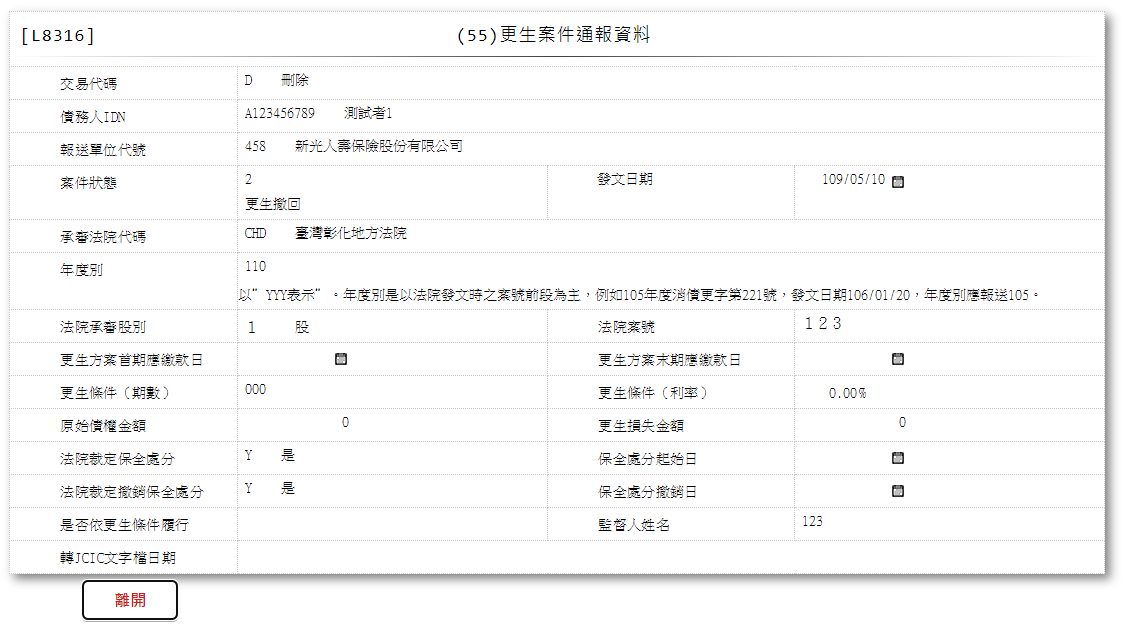 [L8316]
(55)更生案件通報資料
交易代碼 D 刪除
債務人IDN A123456789 測試者1
報送單位代號 458 新光人壽保險股份有限公司
案件狀態 2 發文日期 109/05/10
更生撤回
承審法院代碼 CHD 臺灣彰化地方法院
年度別 110
以”YYY表示”。年度別是以法院發文時之案號前段為主，例如105年度消債更字第221號，發文日期106/01/20，年度別應報送105。
法院承審股別 1 股 法院案號 １２３
更生方案首期應繳款日 更生方案末期應繳款日
更生條件（期數） 000 更生條件（利率） 0.00%
原始債權金額 0 更生損失金額 0
法院裁定保全處分 Y 是 保全處分起始日
法院裁定撤銷保全處分 Y 是 保全處分撤銷日
是否依更生條件履行 監督人姓名 123
轉JCIC文字檔日期
離開